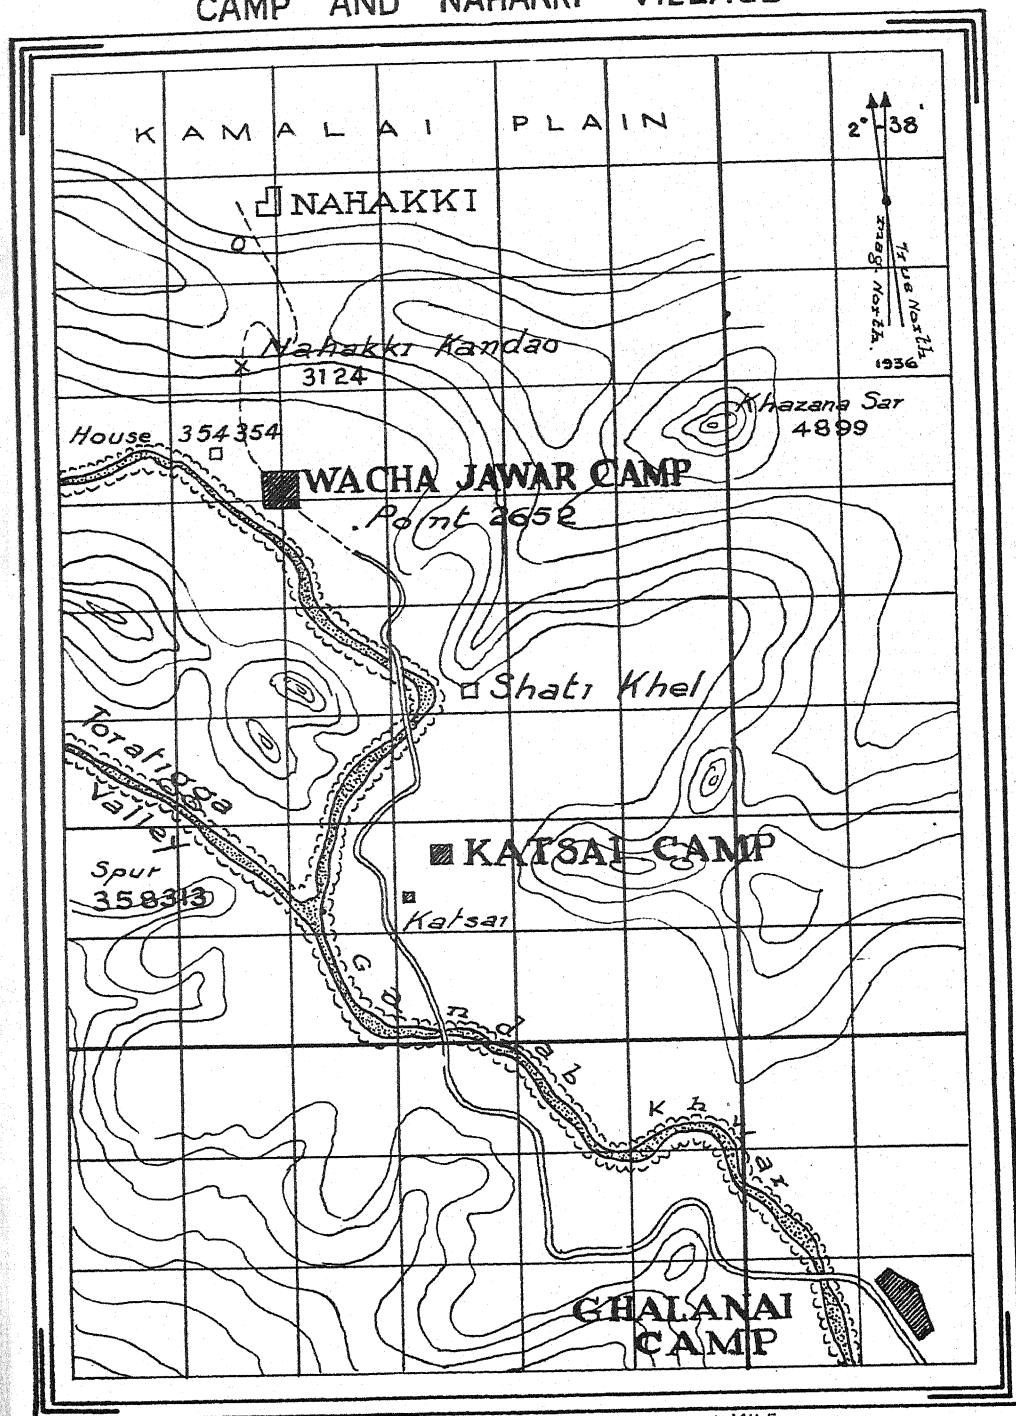 CAMP AND NAHAKKI VILLAGE
KAMALAI PLAIN
2° 38'
NAHAKKI
Mag. North
True North
1936
Nahakki Kandao
3124
Khazana Sar
4899
House 354354
WACHA JAWAR CAMP
.Point 2652
Shati Khel
Toratigga
Valley
KATSAI CAMP
Spur
358313
Katsai
Gandab
Khwar
GHALANAI
CAMP